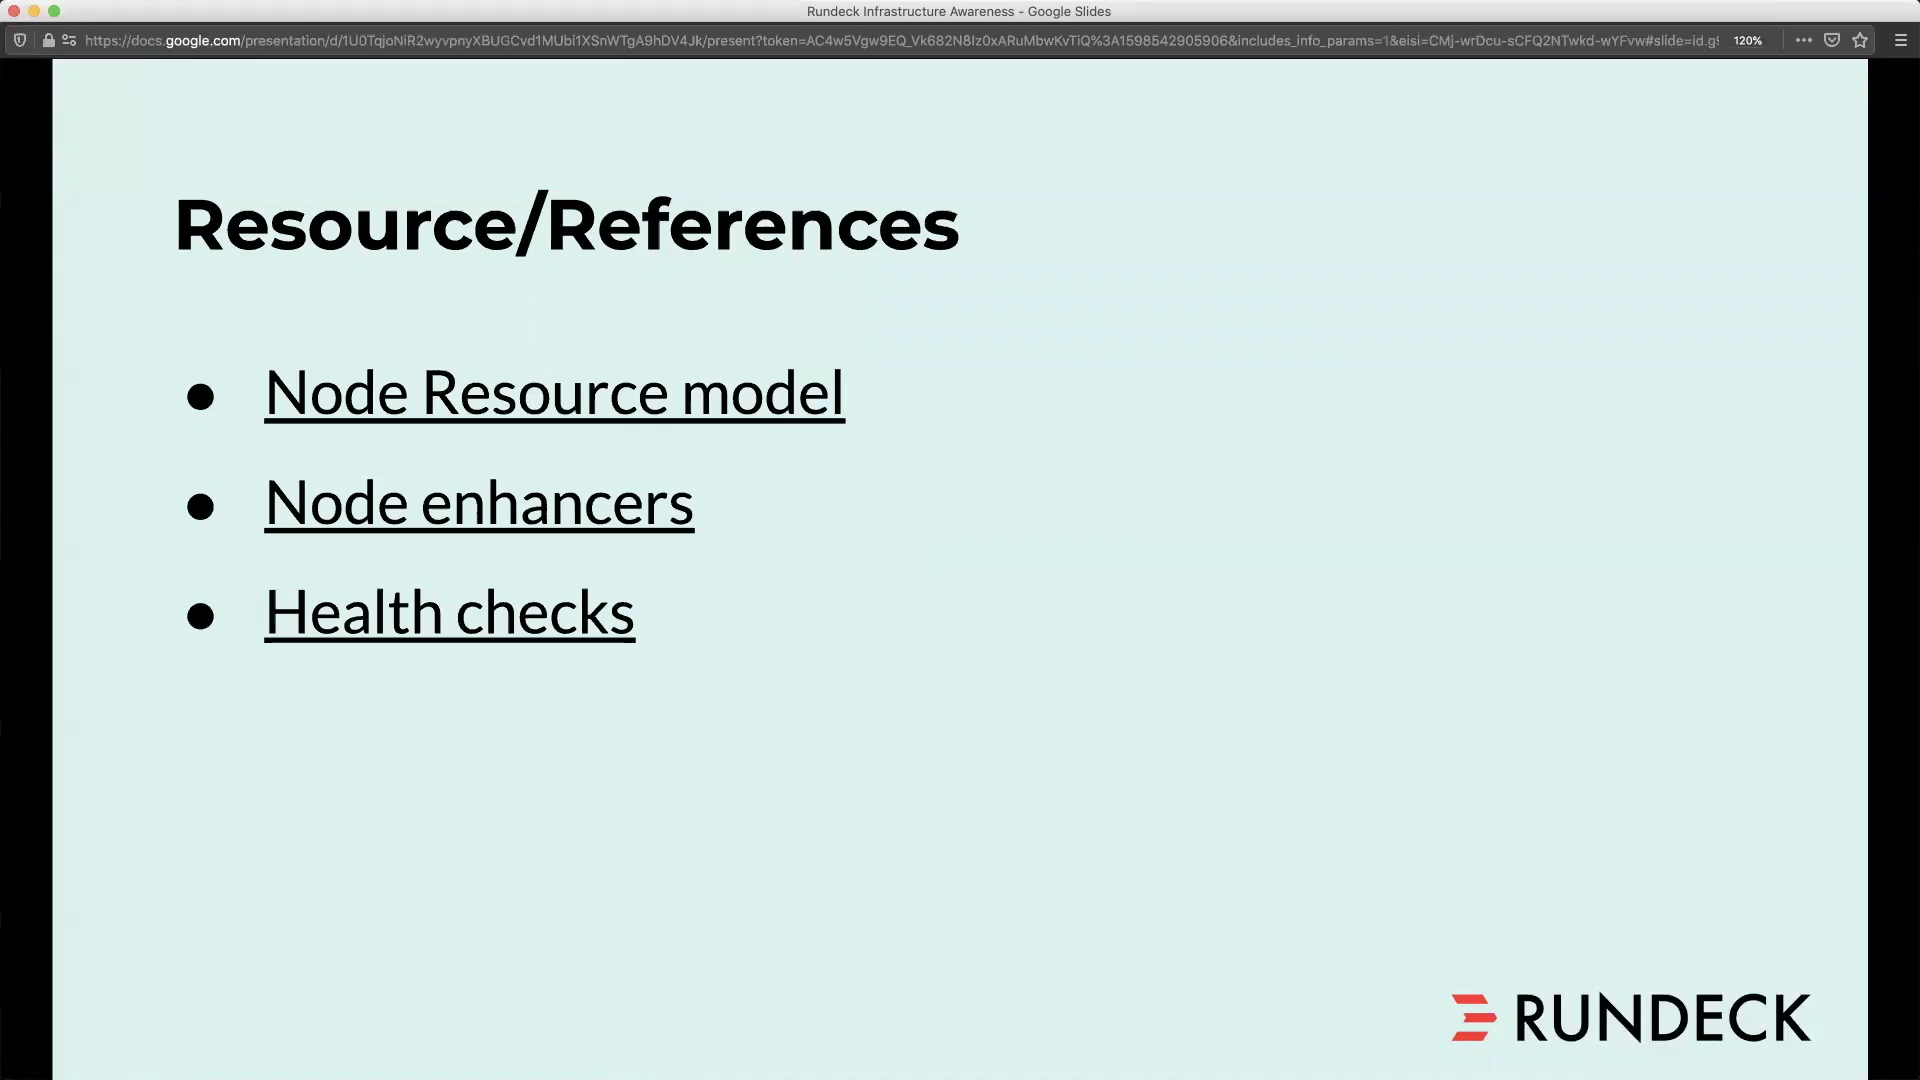 Rundeck Infrastructure Awareness - Google Slides
https://docs.google.com/presentation/d/1U0TqjoNiR2wyvpnyXBUGCvd1MUbi1XSnWTgA9hDV4Jk/present?token=AC4w5Vgw9EQ_Vk682N8Iz0xARuMbwKvTiQ%3A1598542905906&includes_info_params=1&eisi=CMj-wrDcu-sCFQ2NTwkd-wYFvw#slide=id.g9 120%
Resource/References
● Node Resource model
● Node enhancers
● Health checks
RUNDECK